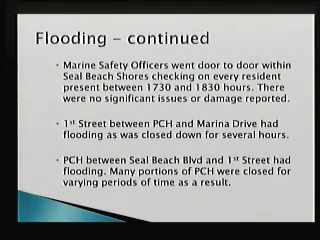 Flooding - continued
Marine Safety Officers went door to door within
Seal Beach Shores checking on every resident
present between 1730 and 1830 hours. There
were no significant issues or damage reported.
1st Street between PCH and Marina Drive had
flooding as was closed down for several hours.
PCH between Seal Beach Blvd and 1st Street had
flooding. Many portions of PCH were closed for
varying periods of time as a result.